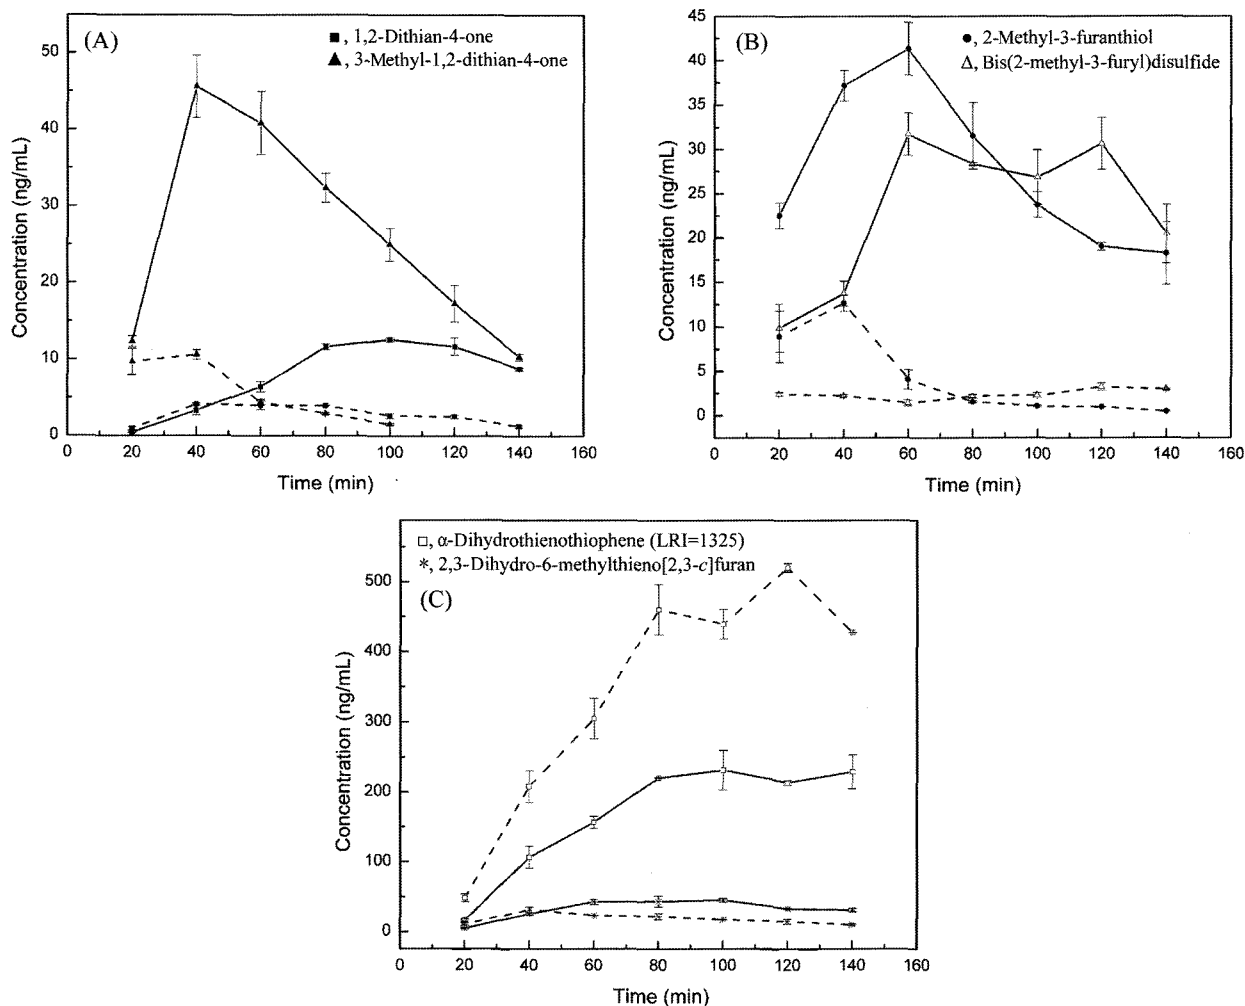 (A)
■, 1,2-Dithian-4-one
▲, 3-Methyl-1,2-dithian-4-one
Concentration (ng/mL)
50
40
30
20
10
0
0 20 40 60 80 100 120 140 160
Time (min)
(B)
●, 2-Methyl-3-furanthiol
△, Bis(2-methyl-3-furyl)disulfide
Concentration (ng/mL)
45
40
35
30
25
20
15
10
5
0
0 20 40 60 80 100 120 140 160
Time (min)
□, α-Dihydrothienothiophene (LRI=1325)
*, 2,3-Dihydro-6-methylthieno[2,3-c]furan
(C)
Concentration (ng/mL)
500
400
300
200
100
0
0 20 40 60 80 100 120 140 160
Time (min)